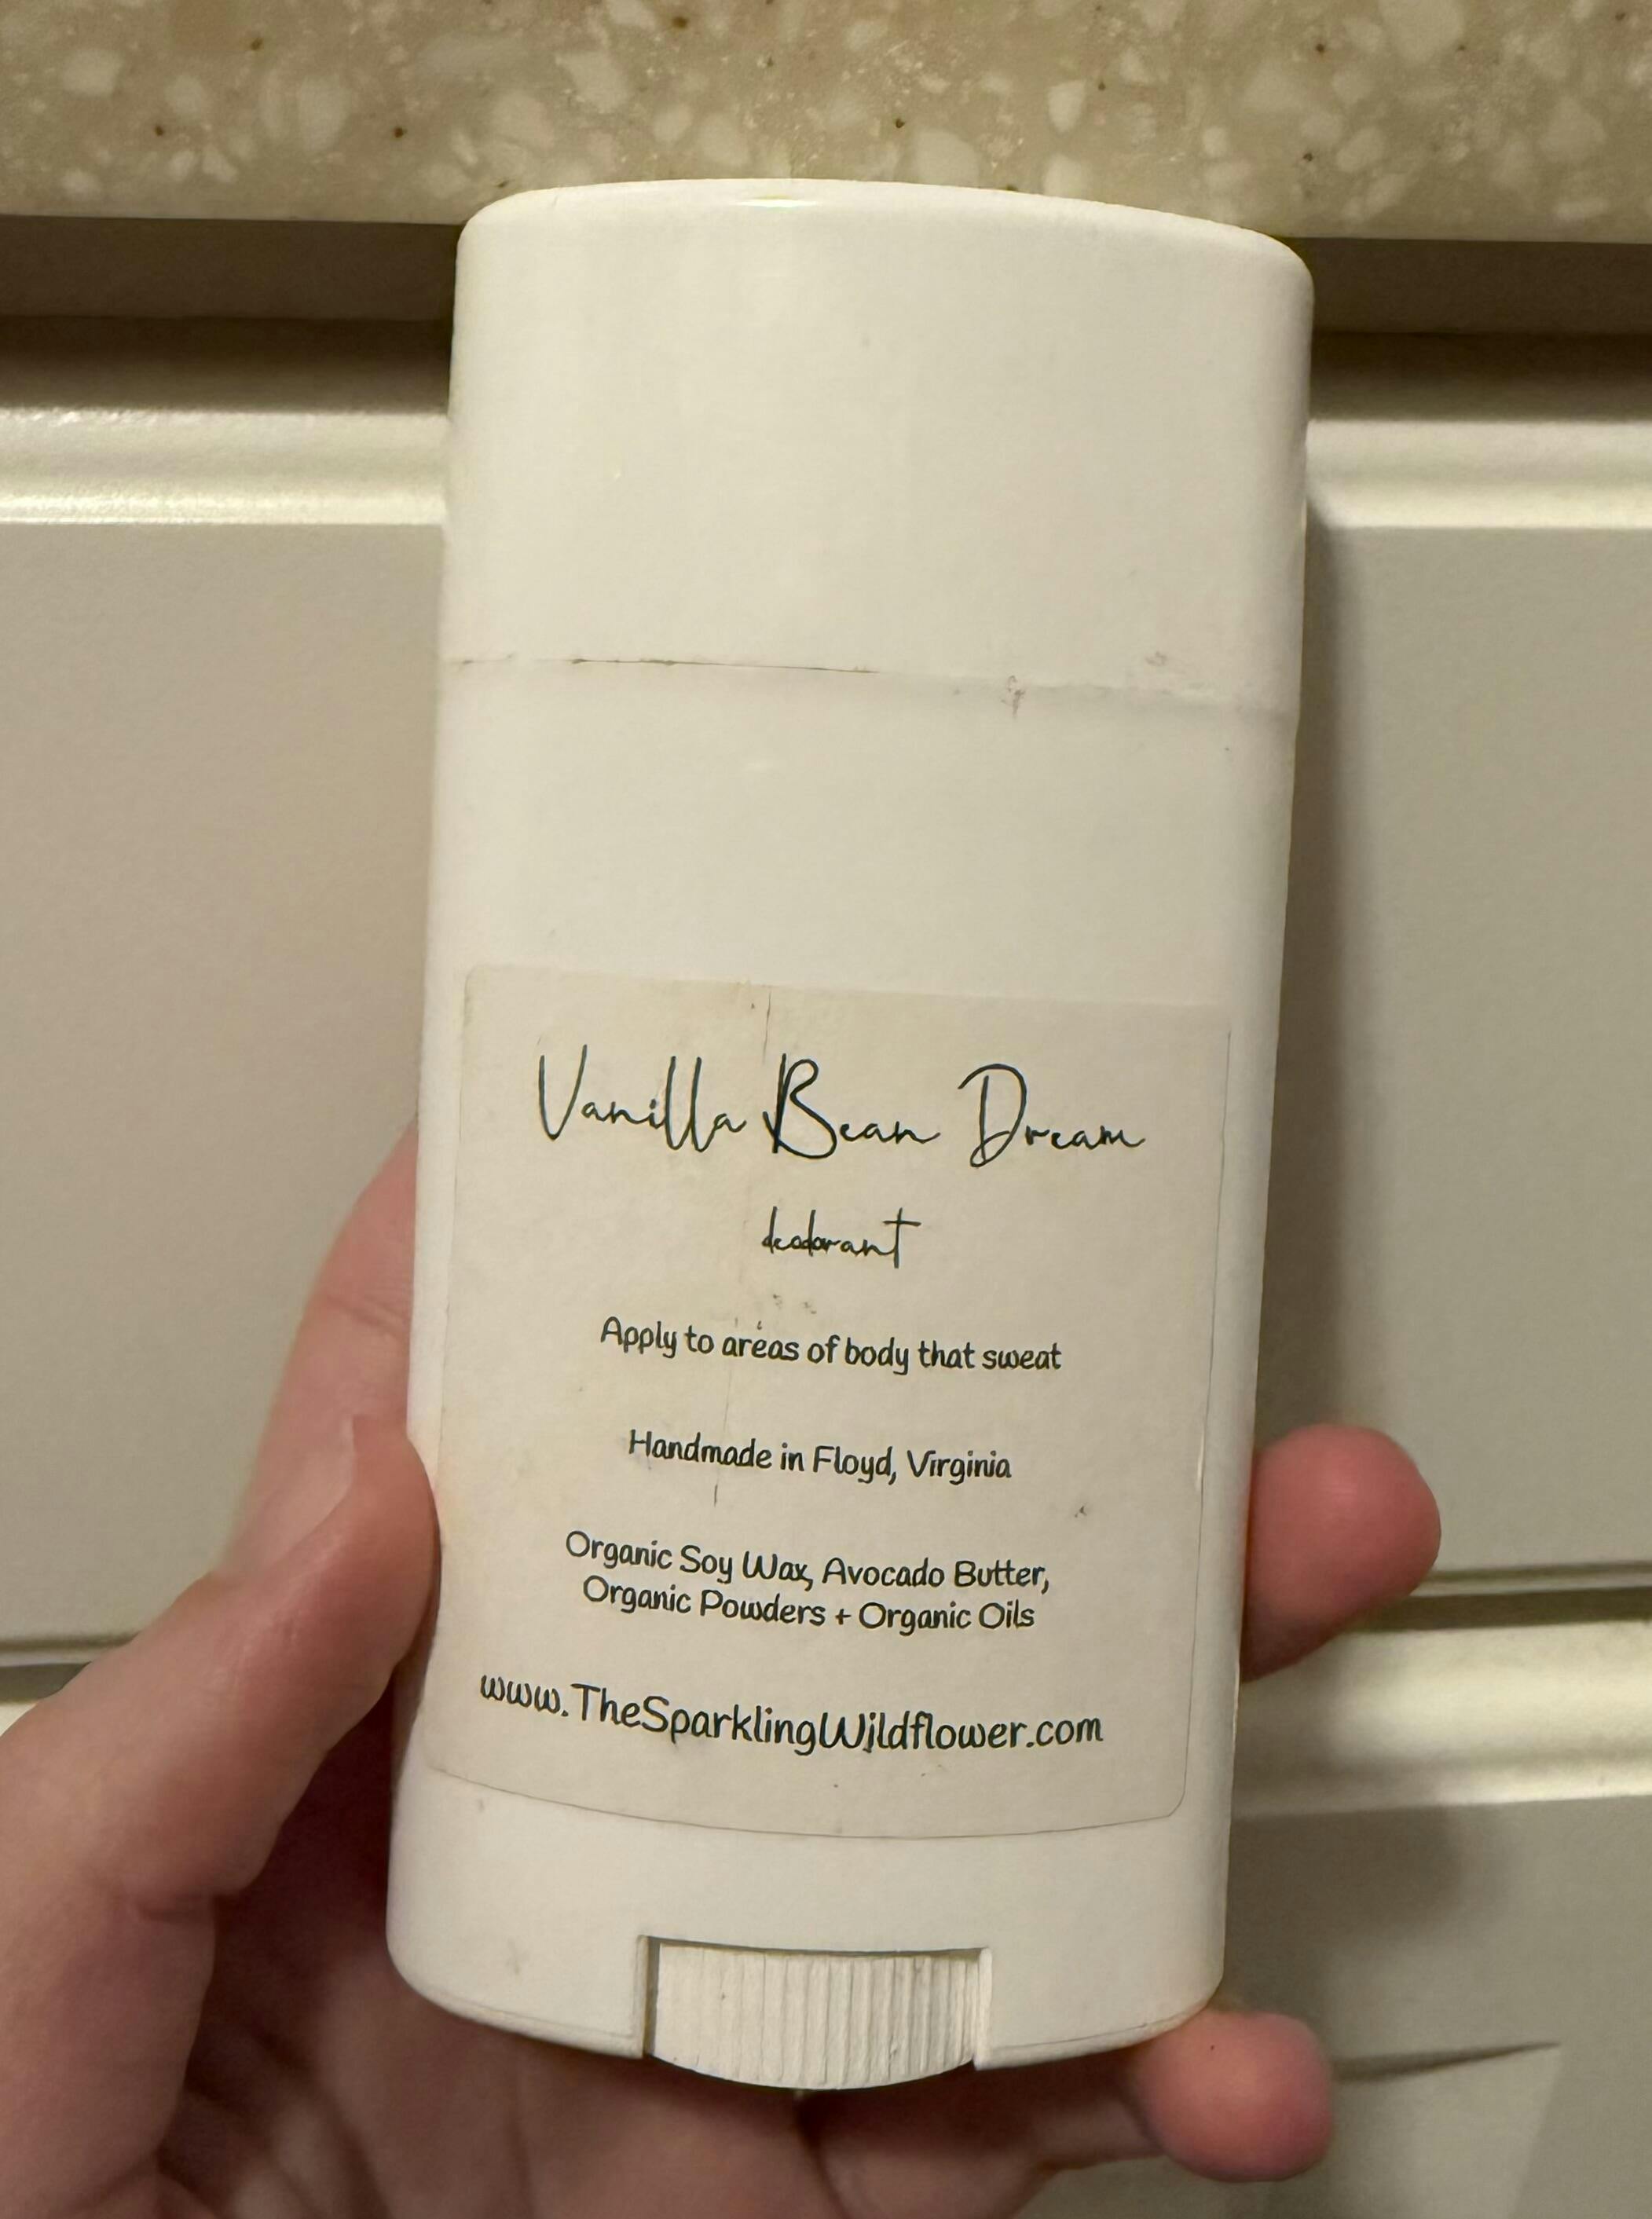 Vanilla Bean Dream
deodorant
Apply to areas of body that sweat
Handmade in Floyd, Virginia
Organic Soy Wax, Avocado Butter,
Organic Powders + Organic Oils
www.TheSparklingWildflower.com